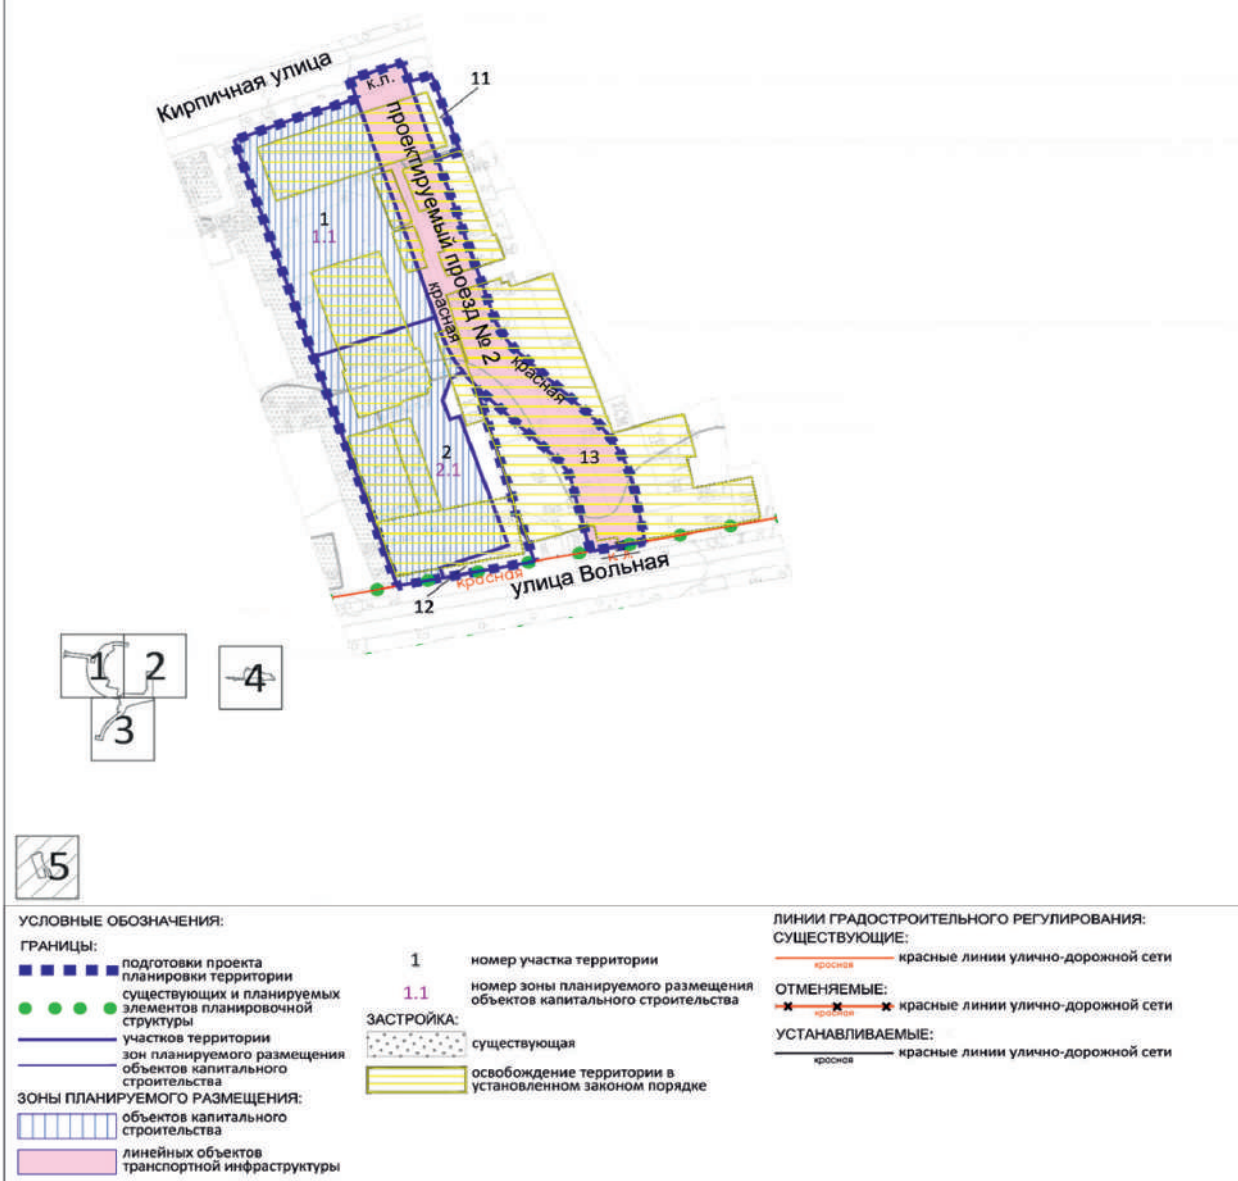 Кирпичная улица
к.л.
11
проектируемый проезд № 2
1
1.1
красная
красная
2
2.1
13
к.л.
красная
улица Вольная
12
1
2
4
3
5
УСЛОВНЫЕ ОБОЗНАЧЕНИЯ:
ГРАНИЦЫ:
подготовки проекта
планировки территории
существующих и планируемых
элементов планировочной
структуры
участков территории
зон планируемого размещения
объектов капитального
строительства
ЗОНЫ ПЛАНИРУЕМОГО РАЗМЕЩЕНИЯ:
объектов капитального
строительства
линейных объектов
транспортной инфраструктуры
1
номер участка территории
1.1
номер зоны планируемого размещения
объектов капитального строительства
ЗАСТРОЙКА:
существующая
освобождение территории в
установленном законом порядке
ЛИНИИ ГРАДОСТРОИТЕЛЬНОГО РЕГУЛИРОВАНИЯ:
СУЩЕСТВУЮЩИЕ:
красная
красные линии улично-дорожной сети
ОТМЕНЯЕМЫЕ:
красная
красные линии улично-дорожной сети
УСТАНАВЛИВАЕМЫЕ:
красная
красные линии улично-дорожной сети